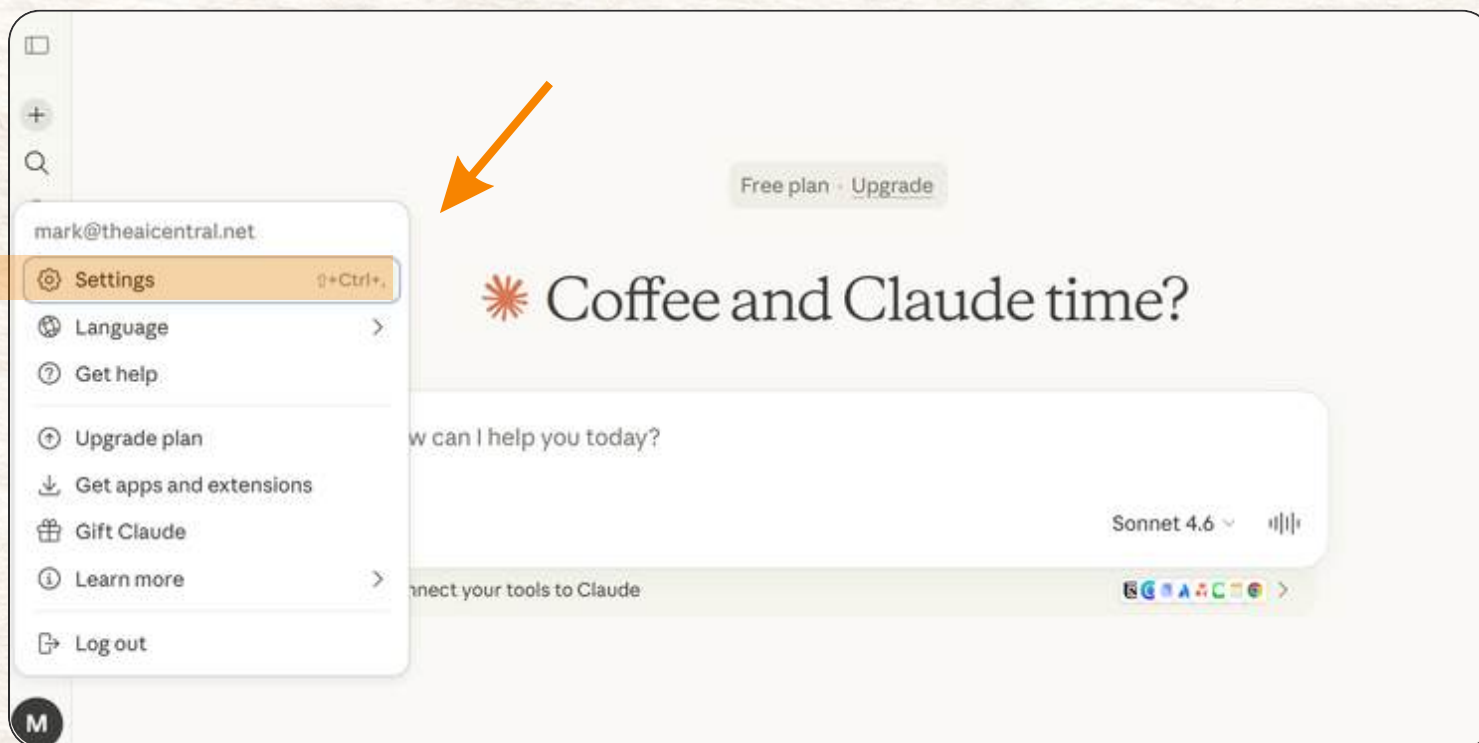 Free plan · Upgrade
mark@theaicentral.net
Settings ⇧+Ctrl+,
Coffee and Claude time?
Language
Get help
Upgrade plan
w can I help you today?
Get apps and extensions
Gift Claude
Sonnet 4.6
Learn more
nnect your tools to Claude
Log out
M